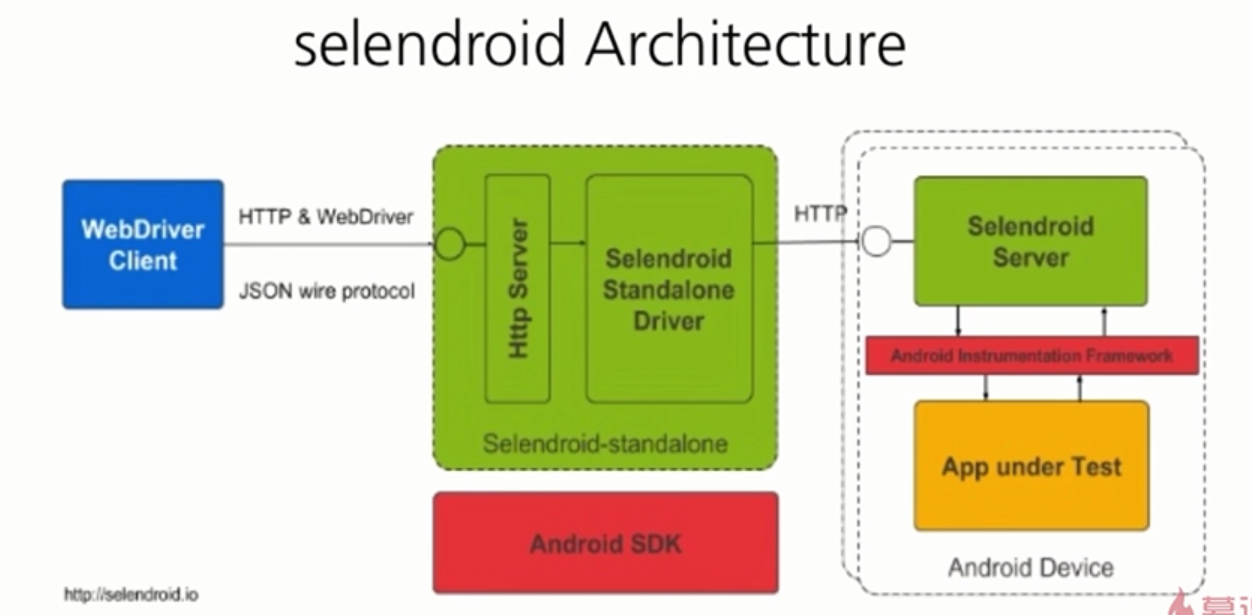 selendroid Architecture
WebDriver
Client
HTTP & WebDriver
JSON wire protocol
Http Server
Selendroid
Standalone
Driver
Selendroid-standalone
Android SDK
HTTP
Selendroid
Server
Android Instrumentation Framework
App under Test
Android Device
http://selendroid.io